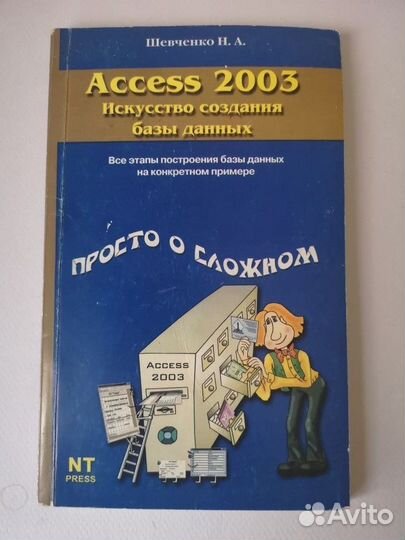 Шевченко Н. А.
Access 2003
Искусство создания
базы данных
Все этапы построения базы данных
на конкретном примере
ПРОСТО О СЛОЖНОМ
ACCESS
2003
NT
PRESS
Avito